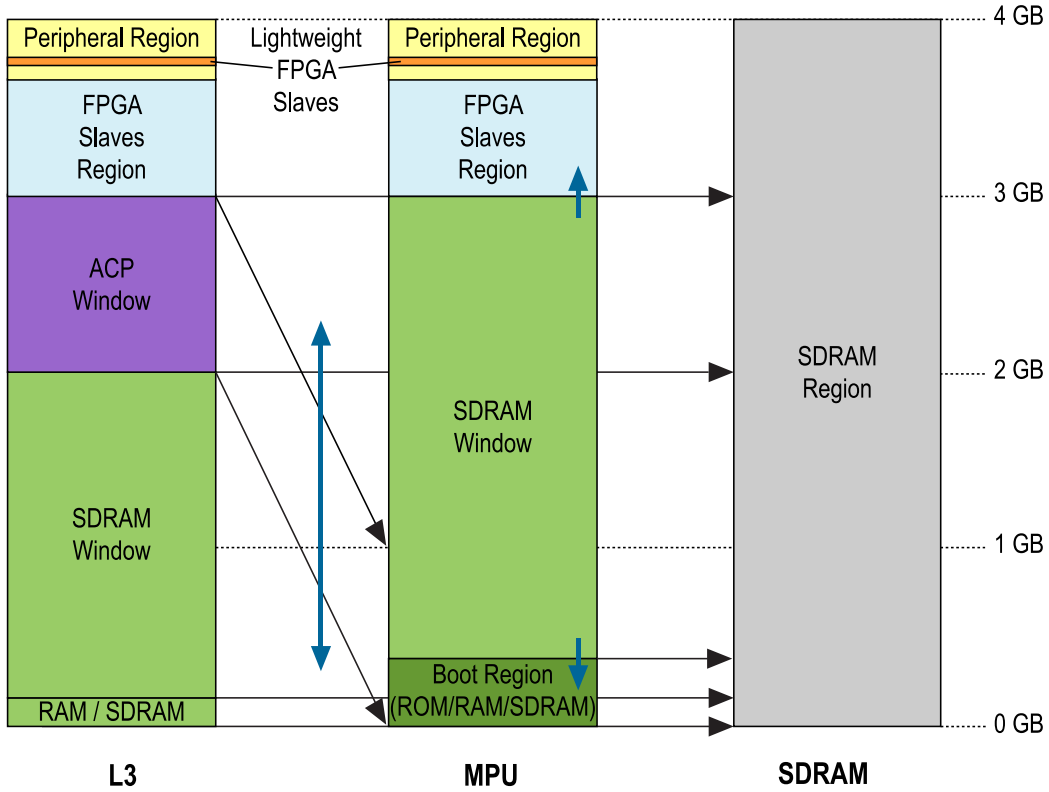 Peripheral Region
Lightweight
FPGA
Slaves
Peripheral Region
4 GB
FPGA
Slaves
Region
FPGA
Slaves
Region
3 GB
ACP
Window
SDRAM
Region
2 GB
SDRAM
Window
SDRAM
Window
1 GB
Boot Region
(ROM/RAM/SDRAM)
RAM / SDRAM
0 GB
L3
MPU
SDRAM